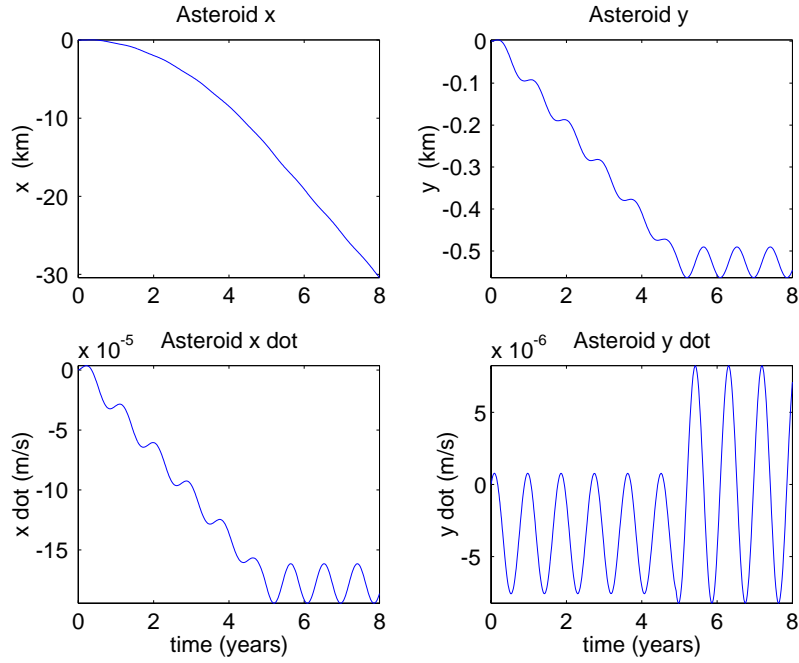 Asteroid x
0
-10
-20
-30
x (km)
0 2 4 6 8
Asteroid y
0
-0.1
-0.2
-0.3
-0.4
-0.5
y (km)
0 2 4 6 8
Asteroid x dot
x 10^-5
0
-5
-10
-15
x dot (m/s)
0 2 4 6 8
time (years)
Asteroid y dot
x 10^-6
5
0
-5
y dot (m/s)
0 2 4 6 8
time (years)